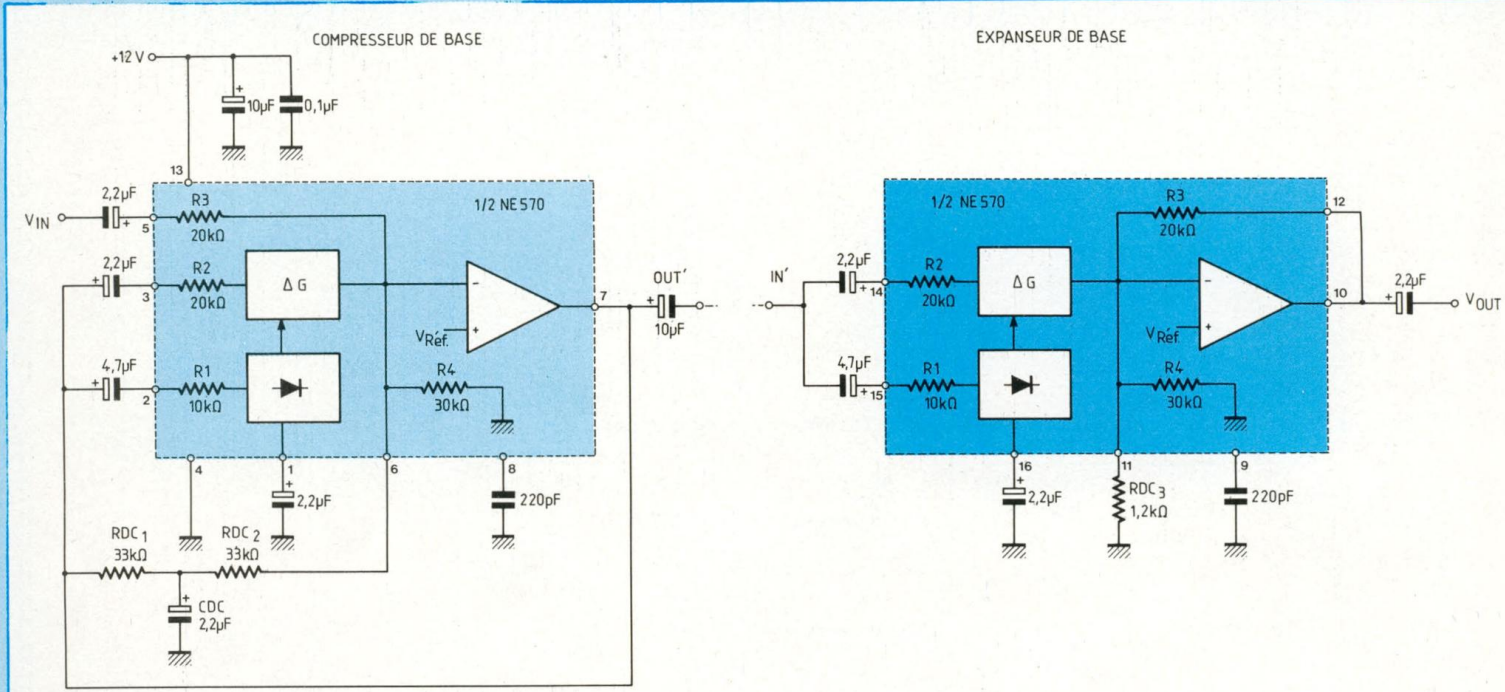 COMPRESSEUR DE BASE
EXPANSEUR DE BASE
+12 V
+
10µF
0,1µF
13
2,2µF
VIN
+
5
R3
20kΩ
1/2 NE570
2,2µF
+
3
R2
20kΩ
ΔG
4,7µF
+
2
R1
10kΩ
−
+
VRéf.
7
OUT'
+
10µF
R4
30kΩ
4
1
+
2,2µF
6
8
220pF
RDC1
33kΩ
RDC2
33kΩ
+
CDC
2,2µF
1/2 NE570
R3
20kΩ
12
IN'
2,2µF
+
14
R2
20kΩ
ΔG
4,7µF
+
15
R1
10kΩ
−
+
VRéf.
10
2,2µF
+
VOUT
R4
30kΩ
16
+
2,2µF
11
RDC3
1,2kΩ
9
220pF